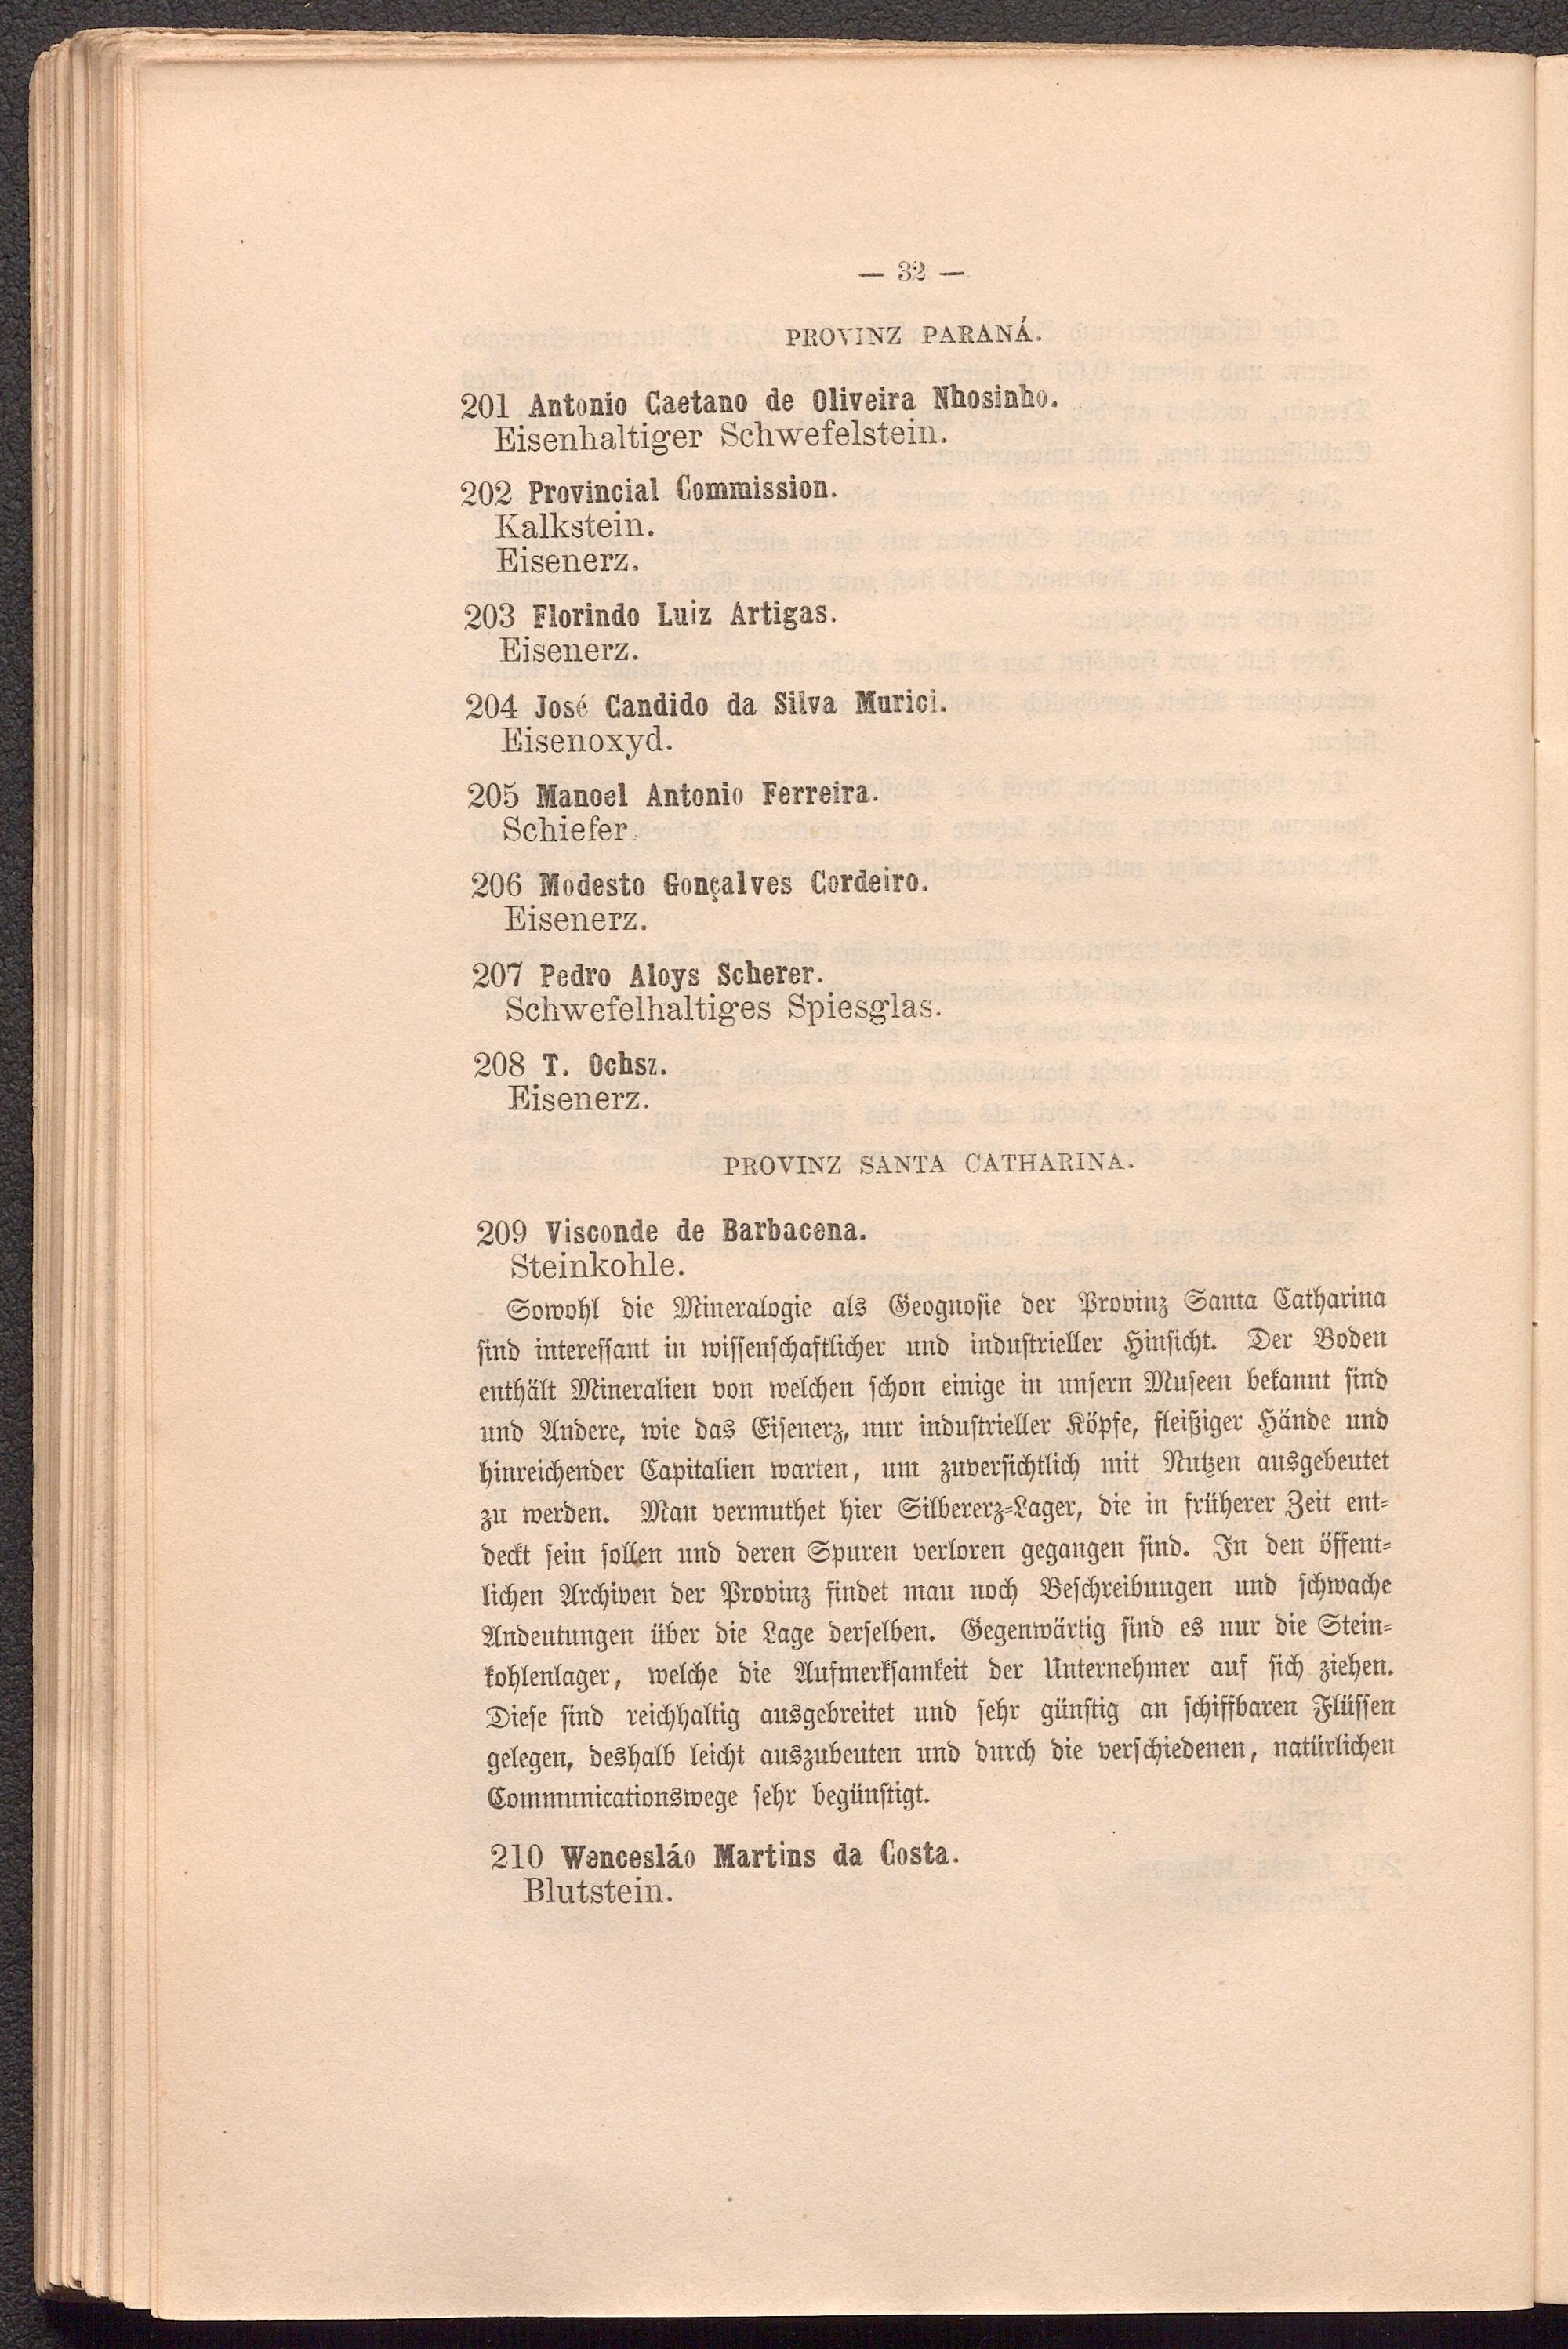 — 32 —
PROVINZ PARANÁ.
201 Antonio Caetano de Oliveira Nhosinho.
Eisenhaltiger Schwefelstein.
202 Provincial Commission.
Kalkstein.
Eisenerz.
203 Florindo Luiz Artigas.
Eisenerz.
204 José Candido da Silva Murici.
Eisenoxyd.
205 Manoel Antonio Ferreira.
Schiefer.
206 Modesto Gonçalves Cordeiro.
Eisenerz.
207 Pedro Aloys Scherer.
Schwefelhaltiges Spiesglas.
208 T. Ochsz.
Eisenerz.
PROVINZ SANTA CATHARINA.
209 Visconde de Barbacena.
Steinkohle.
Sowohl die Mineralogie als Geognosie der Provinz Santa Catharina
sind interessant in wissenschaftlicher und industrieller Hinsicht. Der Boden
enthält Mineralien von welchen schon einige in unsern Museen bekannt sind
und Andere, wie das Eisenerz, nur industrieller Köpfe, fleißiger Hände und
hinreichender Capitalien warten, um zuversichtlich mit Nutzen ausgebeutet
zu werden. Man vermuthet hier Silbererz-Lager, die in früherer Zeit ent-
deckt sein sollen und deren Spuren verloren gegangen sind. In den öffent-
lichen Archiven der Provinz findet man noch Beschreibungen und schwache
Andeutungen über die Lage derselben. Gegenwärtig sind es nur die Stein-
kohlenlager, welche die Aufmerksamkeit der Unternehmer auf sich ziehen.
Diese sind reichhaltig ausgebreitet und sehr günstig an schiffbaren Flüssen
gelegen, deshalb leicht auszubeuten und durch die verschiedenen, natürlichen
Communicationswege sehr begünstigt.
210 Wencesláo Martins da Costa.
Blutstein.